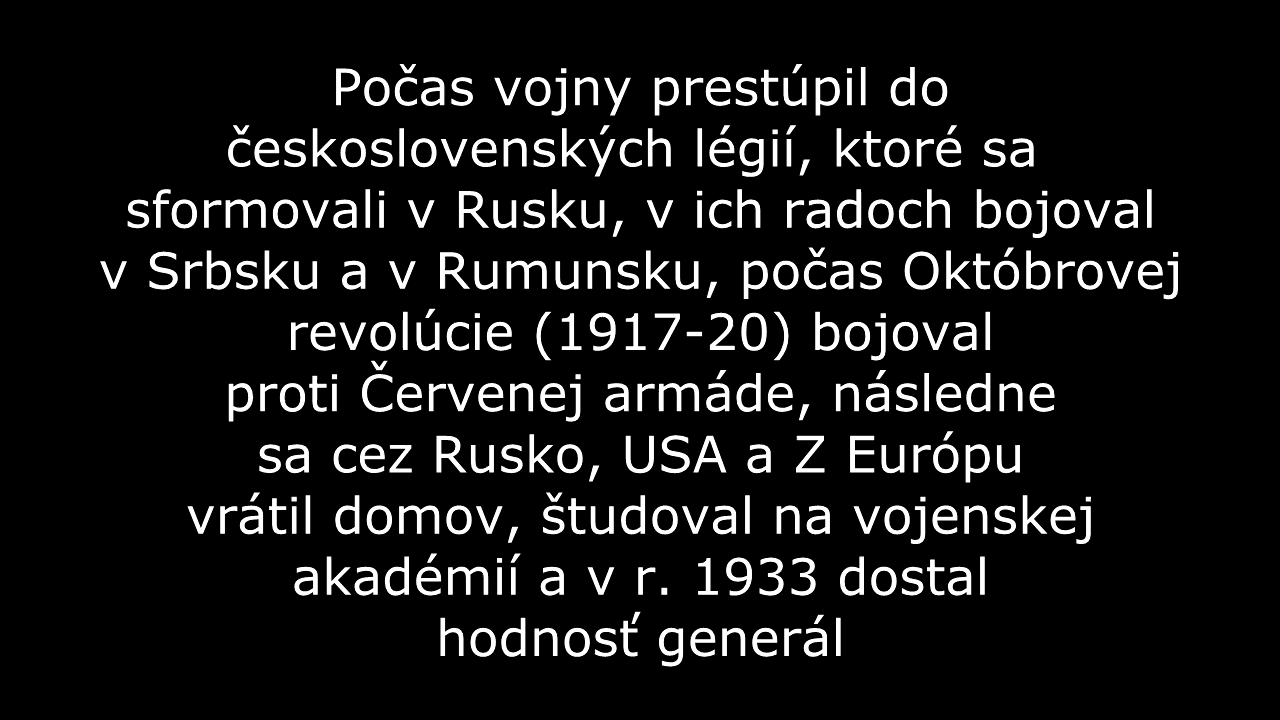 Počas vojny prestúpil do
československých légií, ktoré sa
sformovali v Rusku, v ich radoch bojoval
v Srbsku a v Rumunsku, počas Októbrovej
revolúcie (1917-20) bojoval
proti Červenej armáde, následne
sa cez Rusko, USA a Z Európu
vrátil domov, študoval na vojenskej
akadémií a v r. 1933 dostal
hodnosť generál